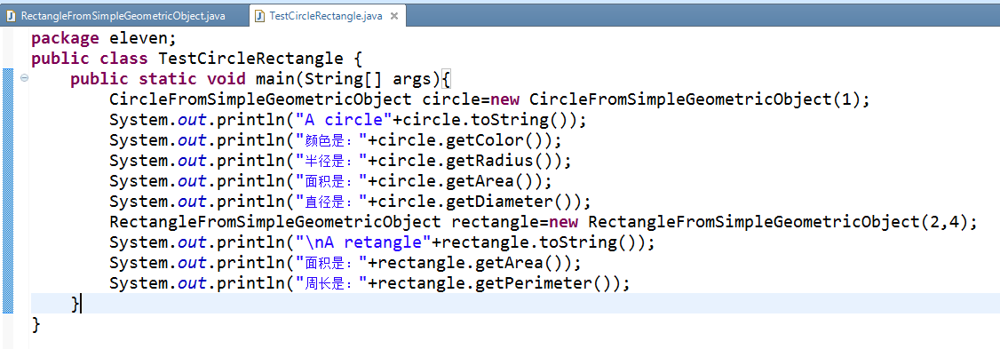 RectangleFromSimpleGeometricObject.java TestCircleRectangle.java
package eleven;
public class TestCircleRectangle {
    public static void main(String[] args){
        CircleFromSimpleGeometricObject circle=new CircleFromSimpleGeometricObject(1);
        System.out.println("A circle"+circle.toString());
        System.out.println("颜色是："+circle.getColor());
        System.out.println("半径是："+circle.getRadius());
        System.out.println("面积是："+circle.getArea());
        System.out.println("直径是："+circle.getDiameter());
        RectangleFromSimpleGeometricObject rectangle=new RectangleFromSimpleGeometricObject(2,4);
        System.out.println("\nA retangle"+rectangle.toString());
        System.out.println("面积是："+rectangle.getArea());
        System.out.println("周长是："+rectangle.getPerimeter());
    }
}